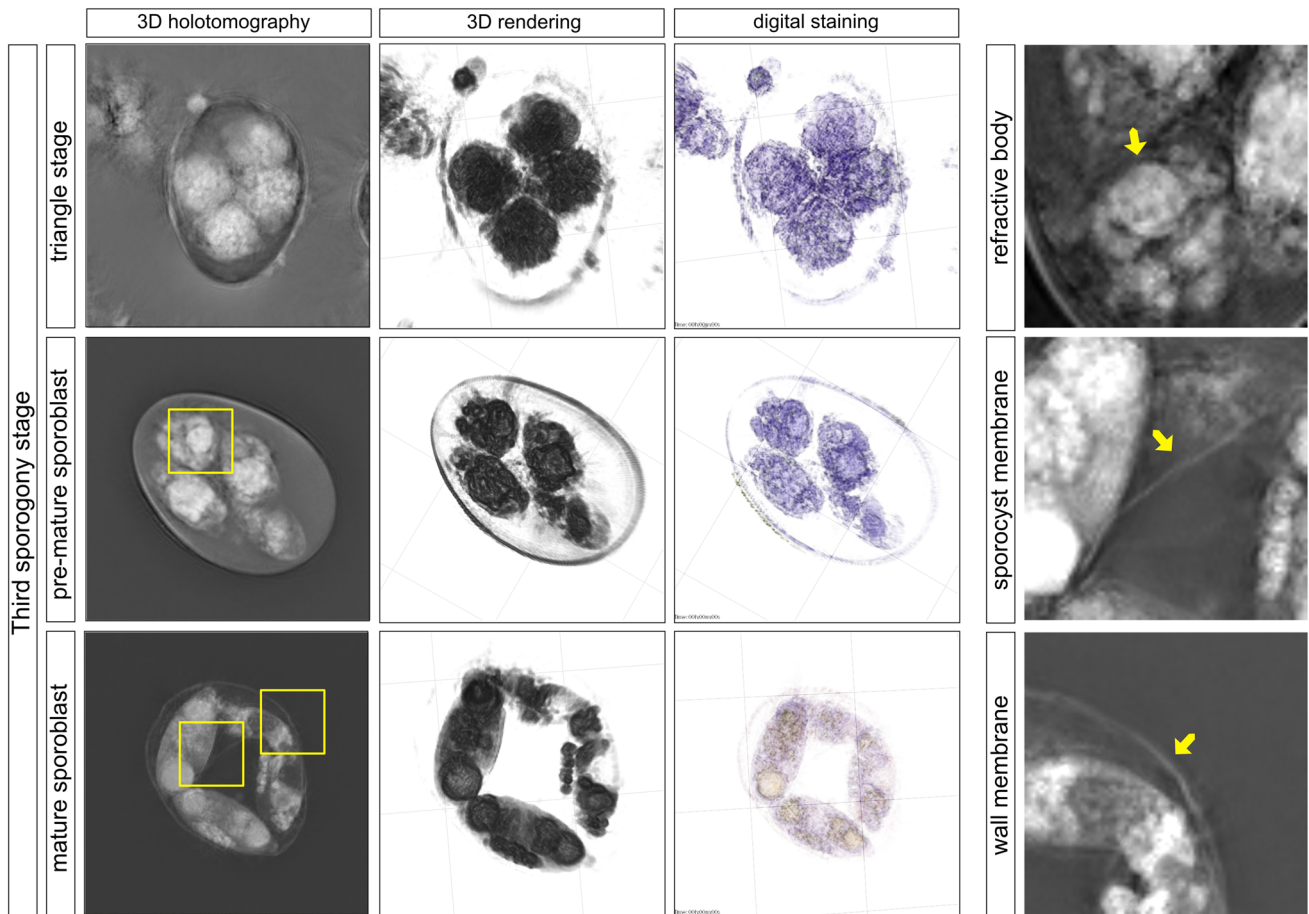 3D holotomography
3D rendering
digital staining
Third sporogony stage
triangle stage
refractive body
pre-mature sporoblast
sporocyst membrane
mature sporoblast
wall membrane